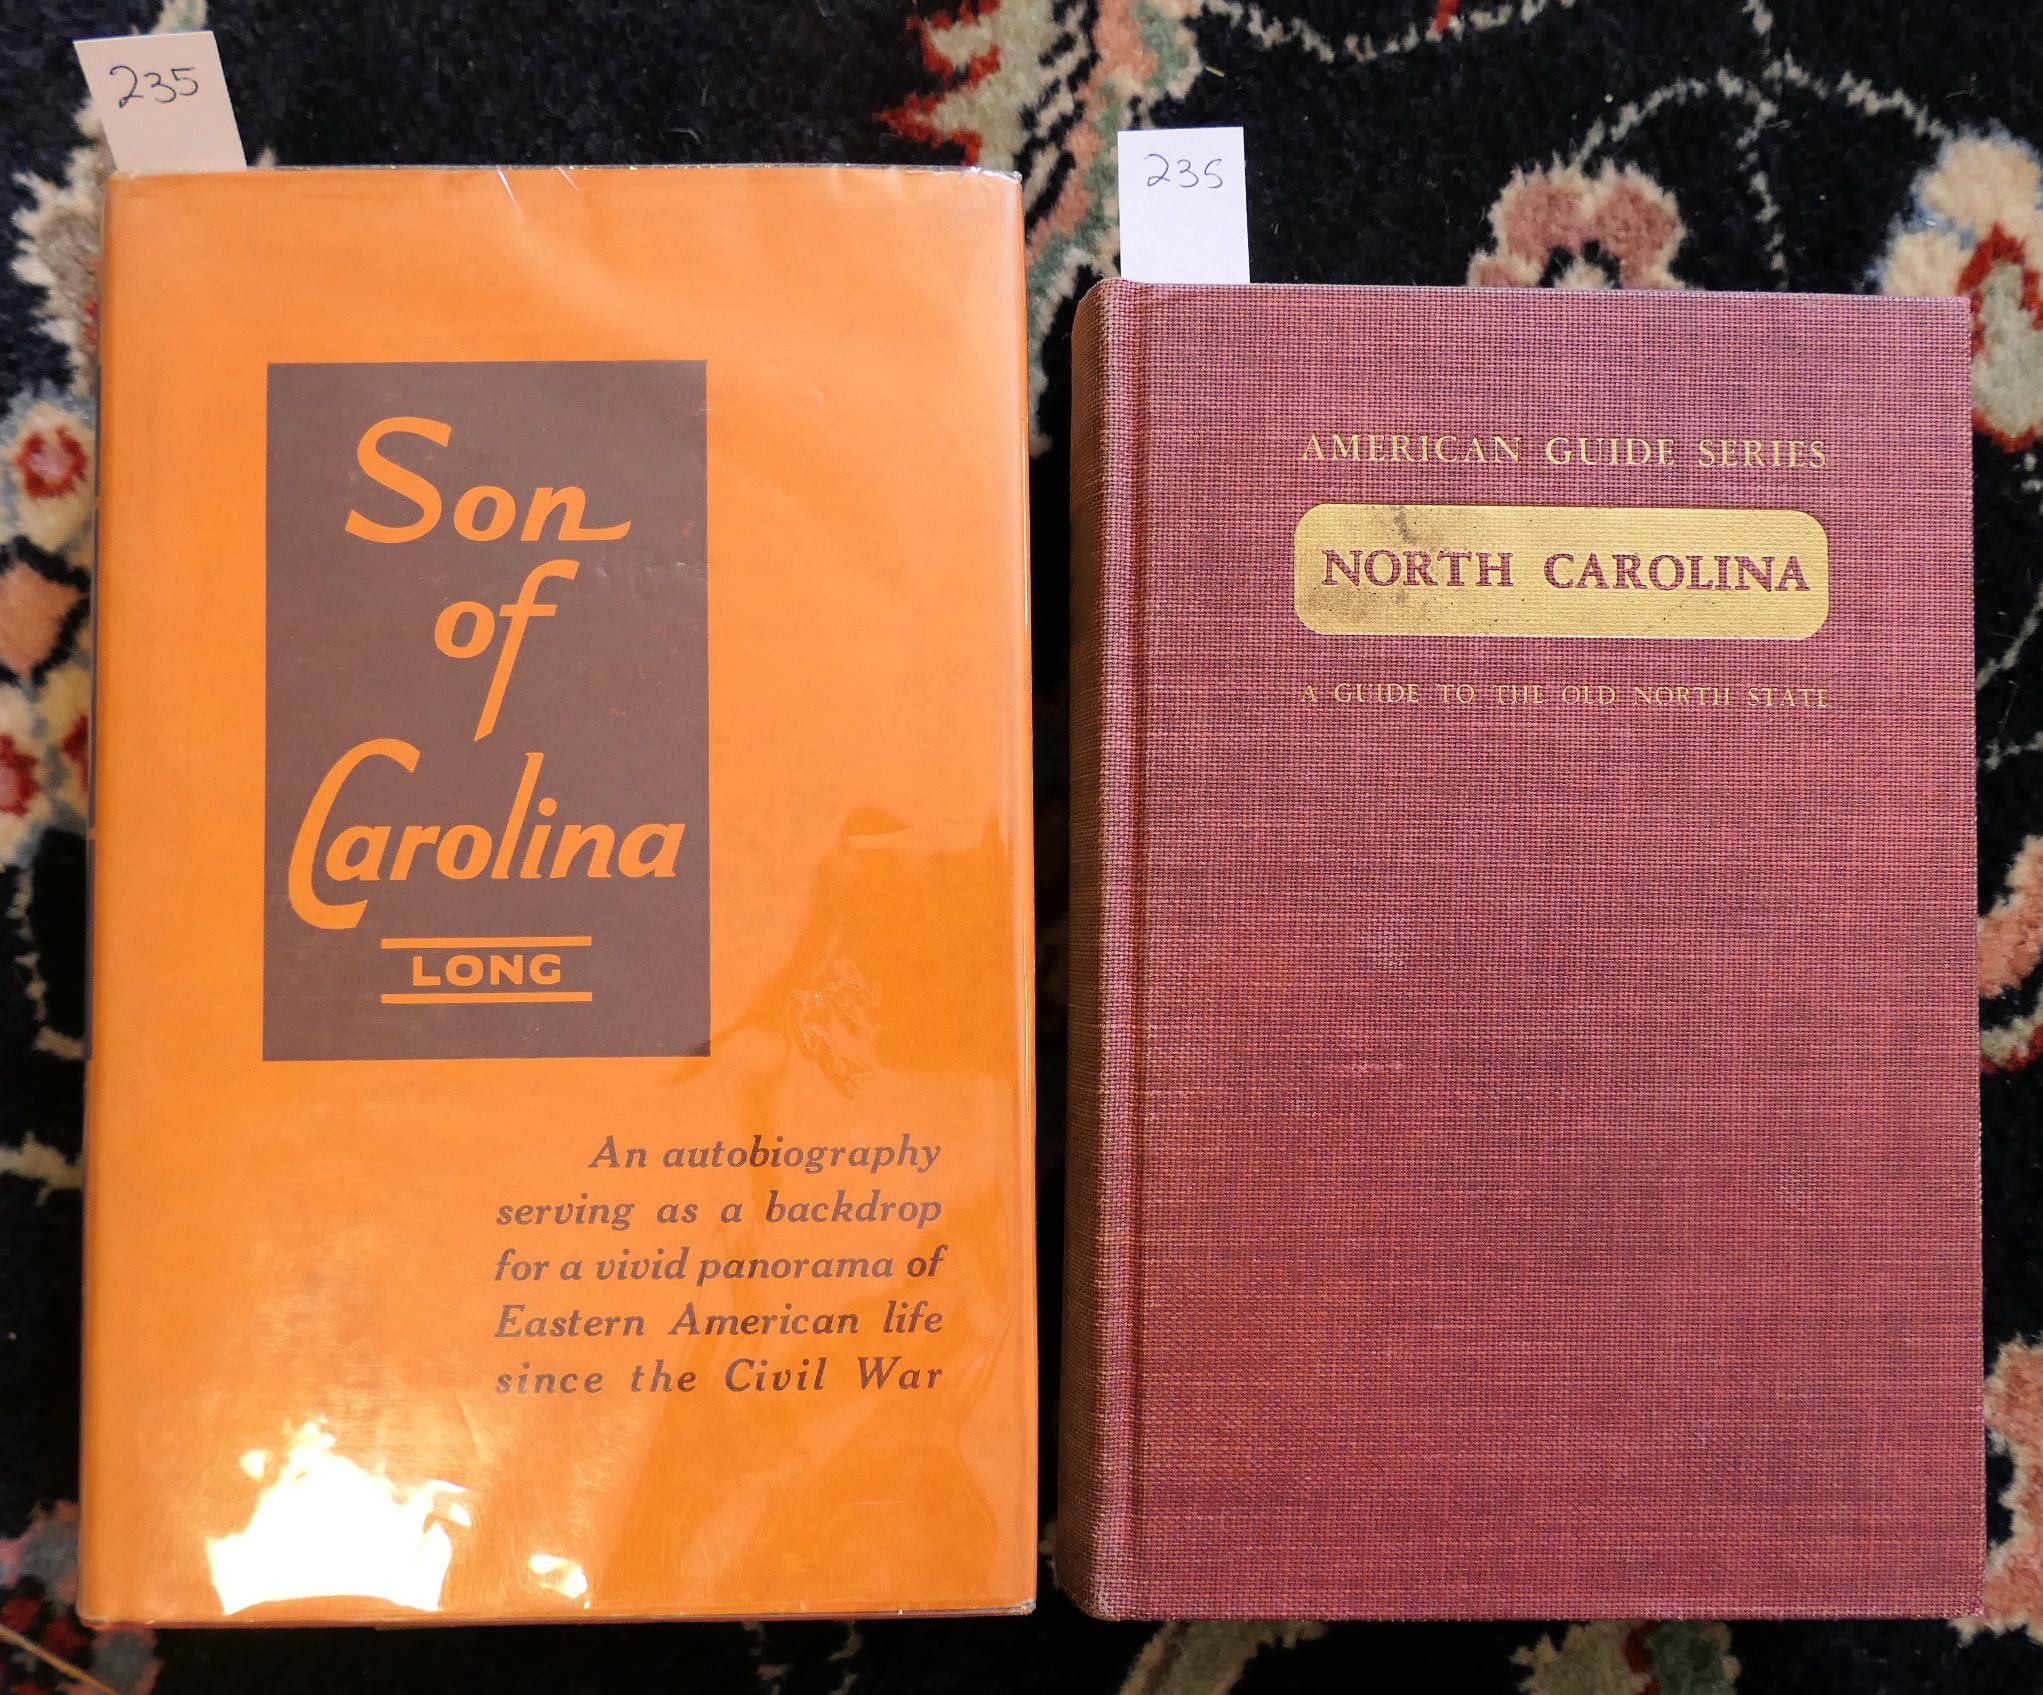 235
Son
of
Carolina
LONG
An autobiography
serving as a backdrop
for a vivid panorama of
Eastern American life
since the Civil War
235
AMERICAN GUIDE SERIES
NORTH CAROLINA
A GUIDE TO THE OLD NORTH STATE